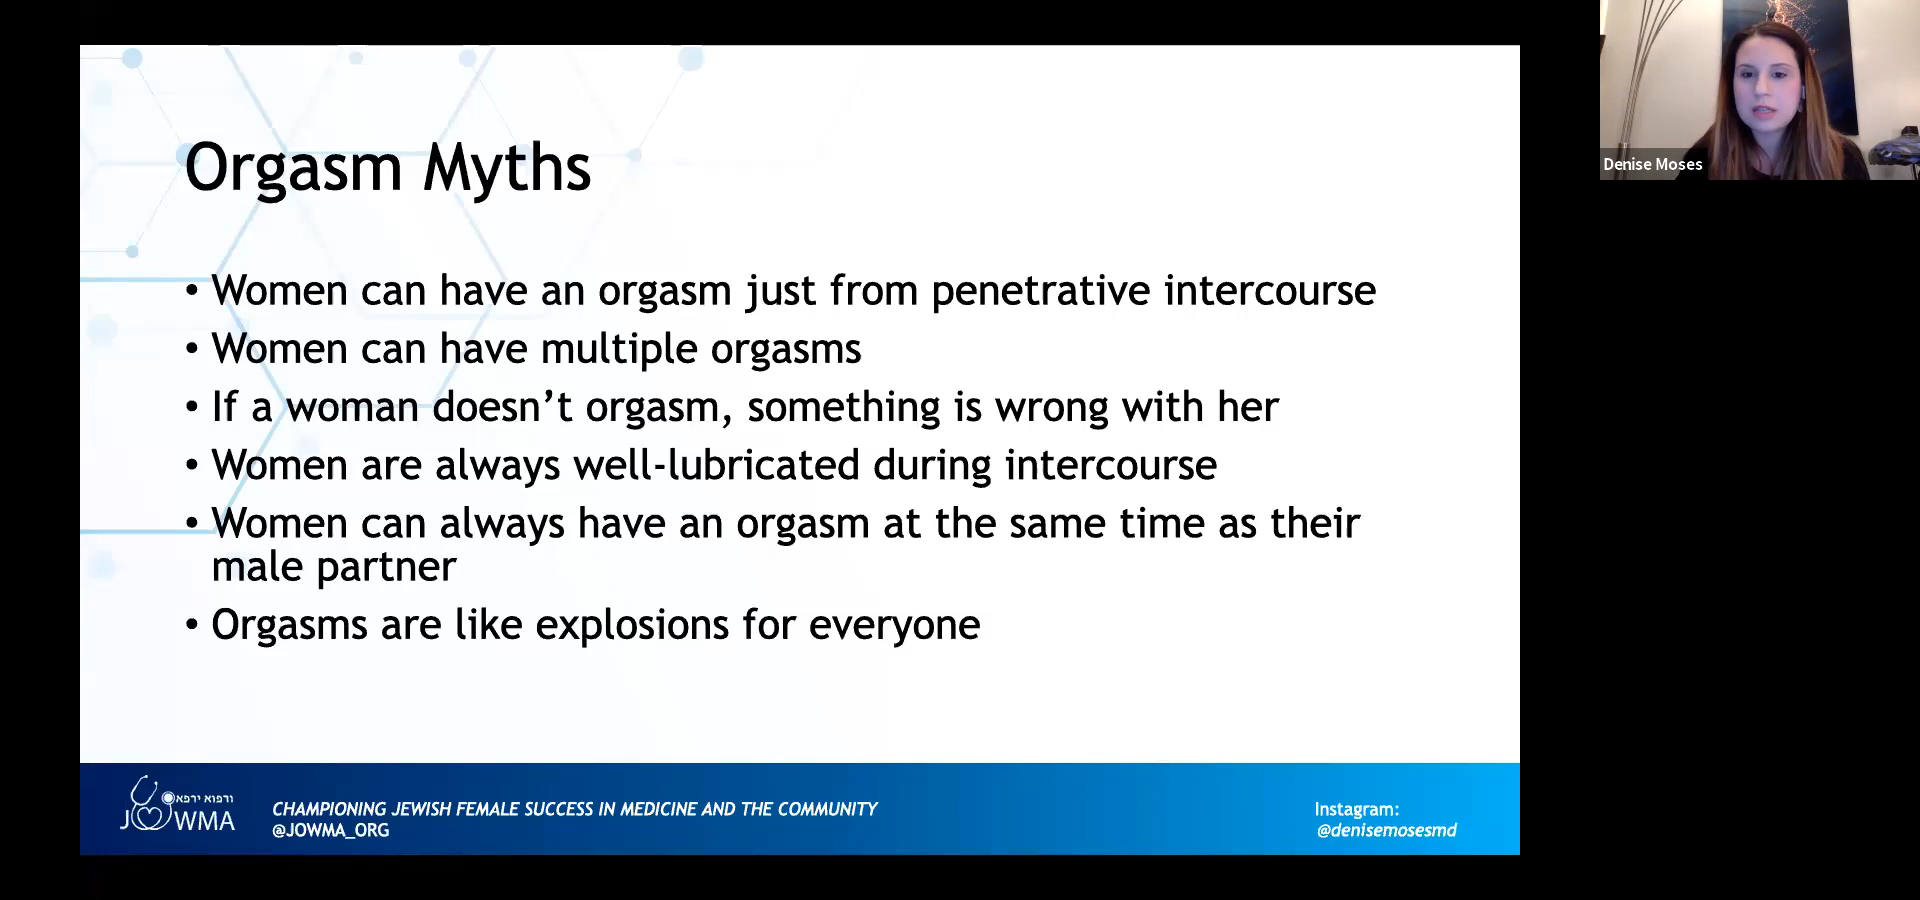 Orgasm Myths
• Women can have an orgasm just from penetrative intercourse
• Women can have multiple orgasms
• If a woman doesn’t orgasm, something is wrong with her
• Women are always well-lubricated during intercourse
• Women can always have an orgasm at the same time as their
male partner
• Orgasms are like explosions for everyone
ורפוא ירפא
JOWMA
CHAMPIONING JEWISH FEMALE SUCCESS IN MEDICINE AND THE COMMUNITY
@JOWMA_ORG
Instagram:
@denisemosesmd
Denise Moses